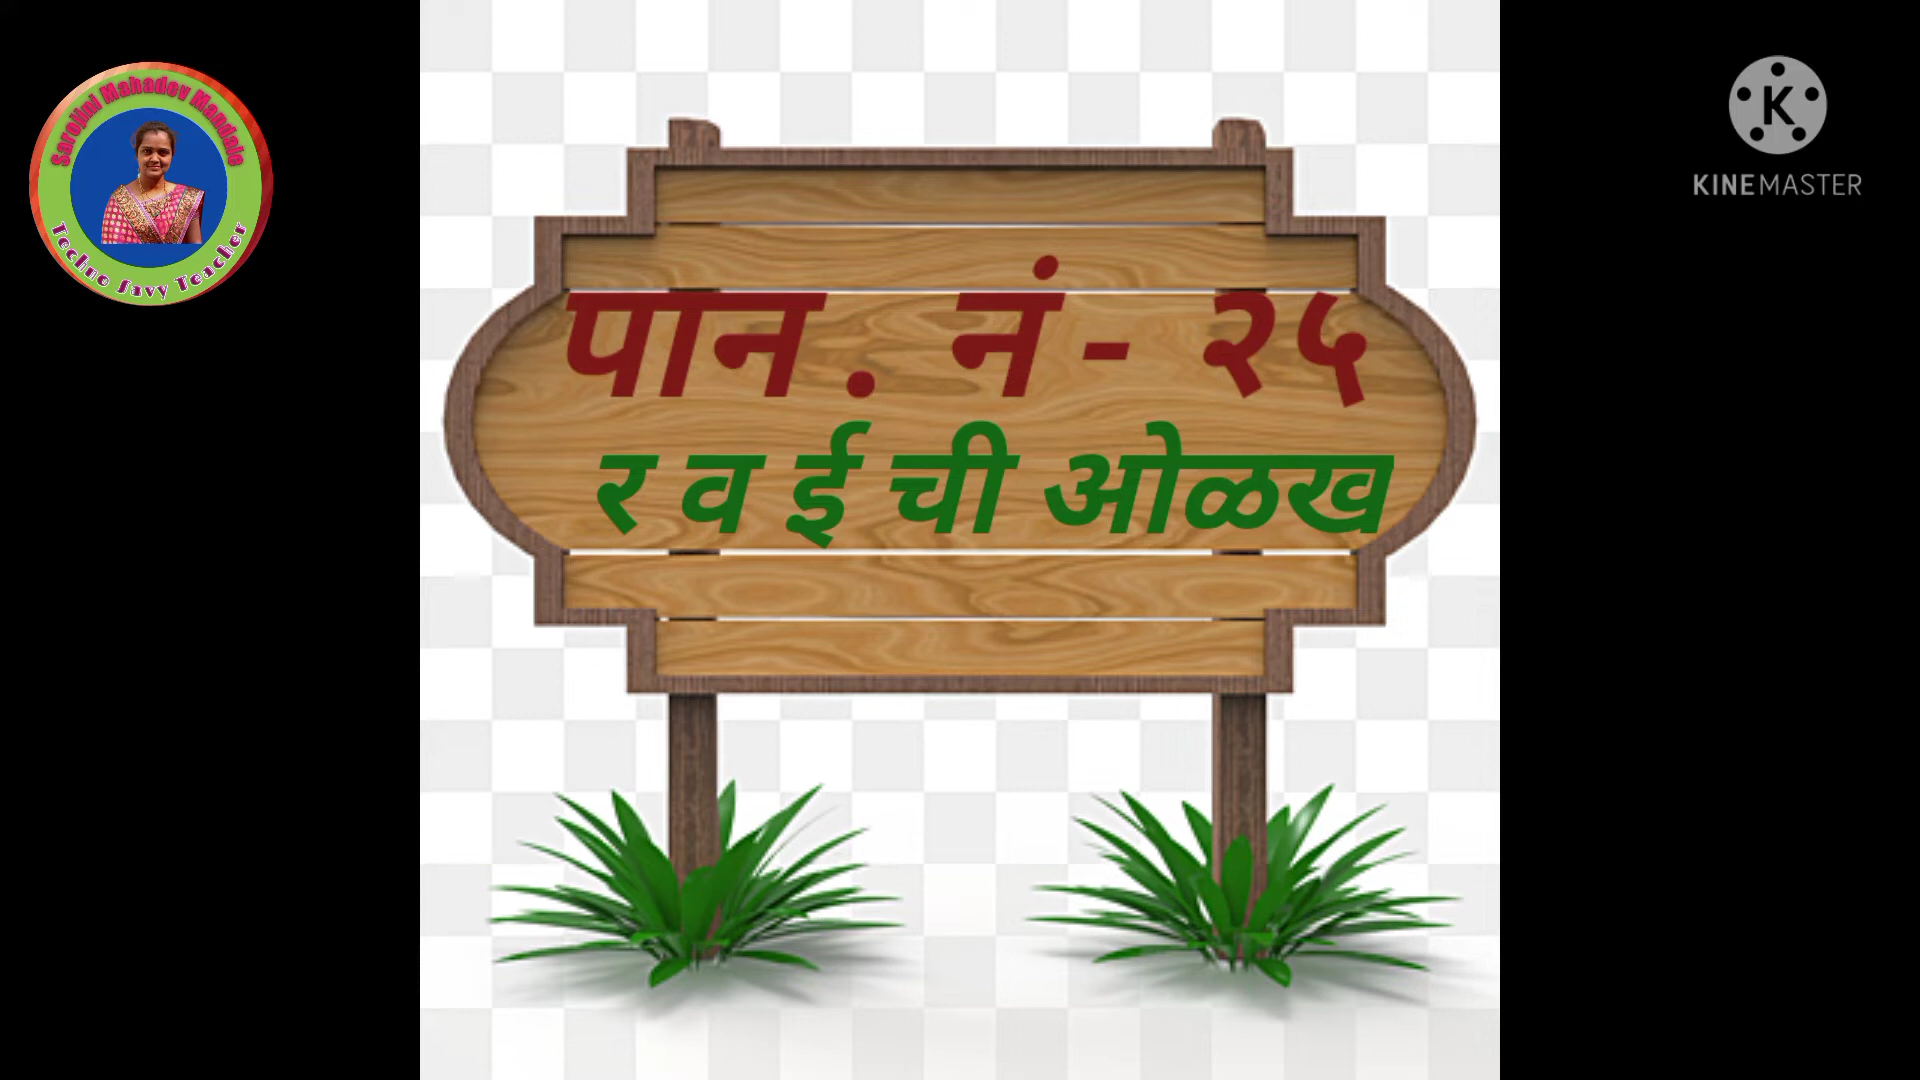 Sarojini Mahadev Mandale
Techno Savy Teacher
KINEMASTER
पान . नं - २५
र व ई ची ओळख